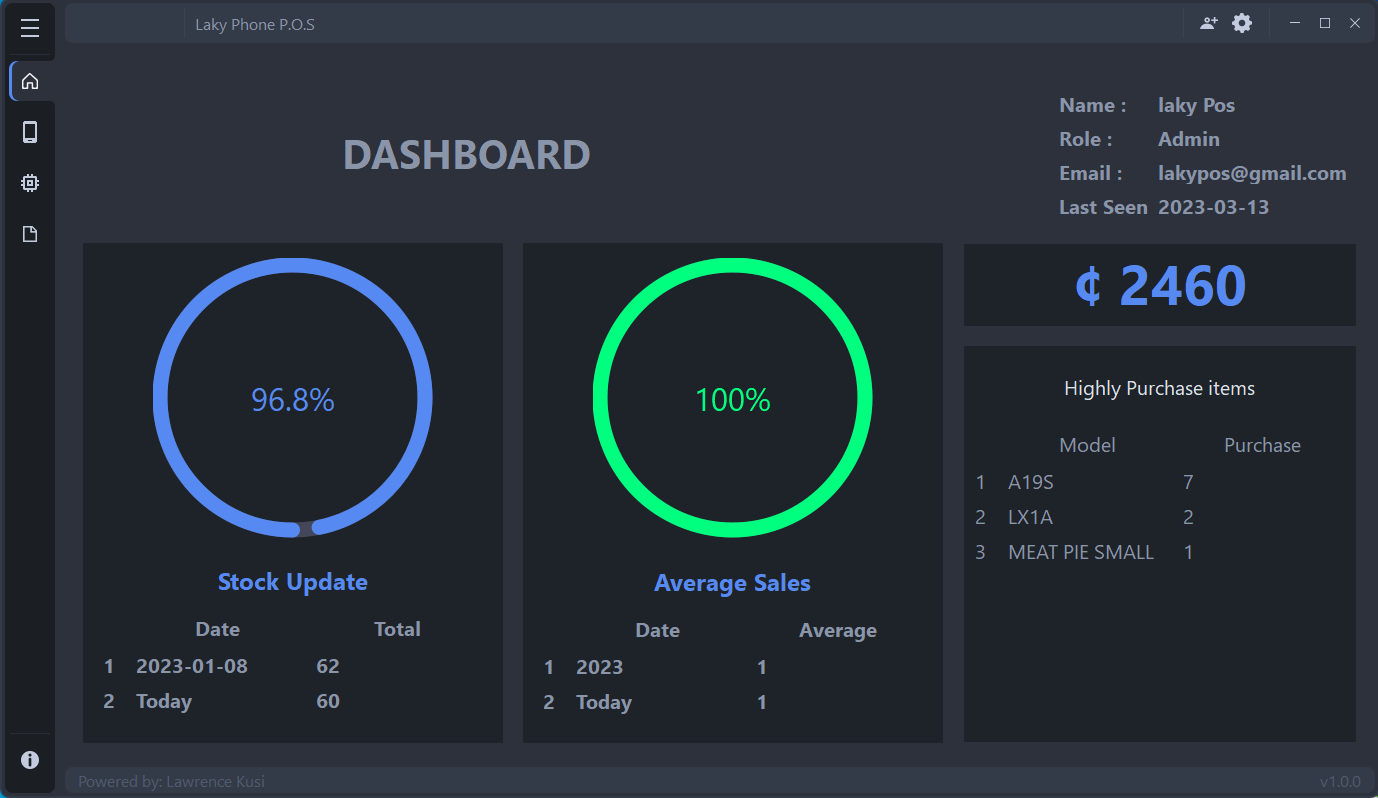 Laky Phone P.O.S
DASHBOARD
Name : laky Pos
Role : Admin
Email : lakypos@gmail.com
Last Seen 2023-03-13
96.8%
Stock Update
Date Total
1 2023-01-08 62
2 Today 60
100%
Average Sales
Date Average
1 2023 1
2 Today 1
₵ 2460
Highly Purchase items
Model Purchase
1 A19S 7
2 LX1A 2
3 MEAT PIE SMALL 1
Powered by: Lawrence Kusi
v1.0.0